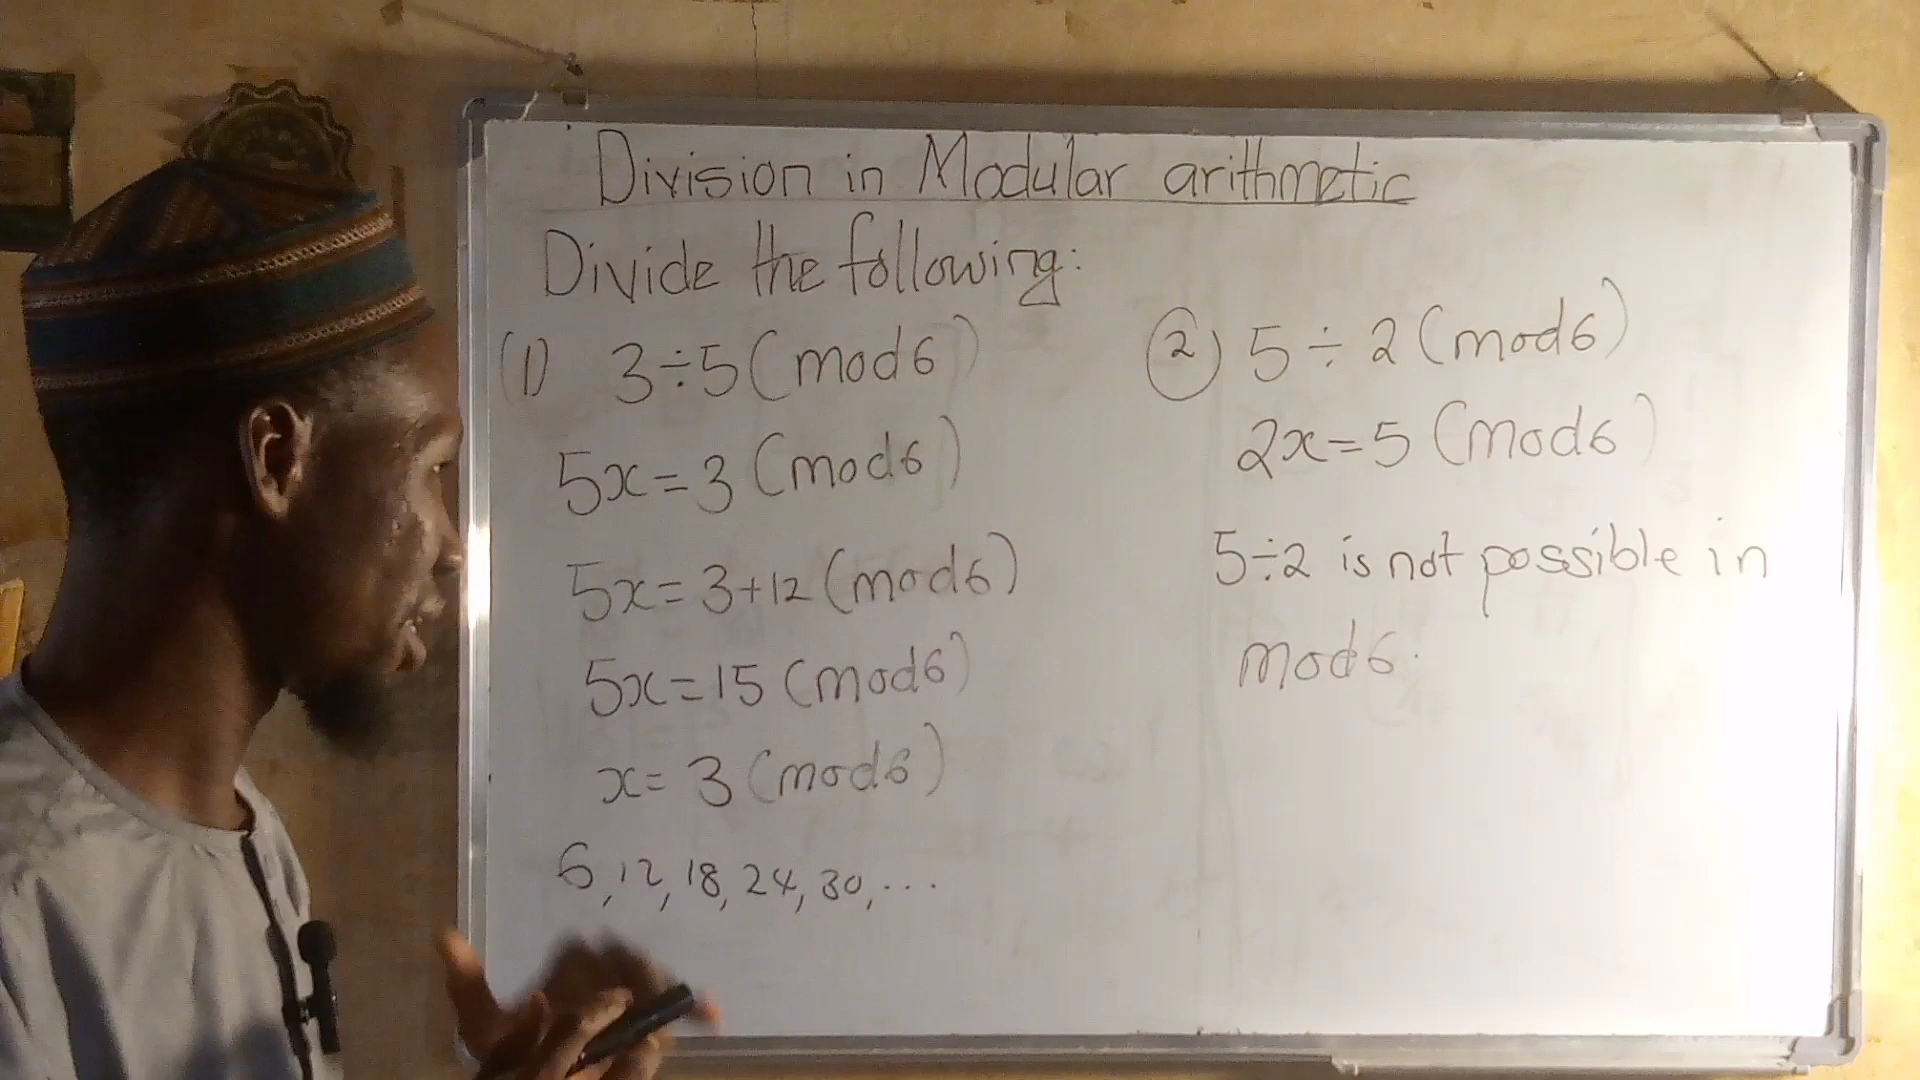 Division in Modular arithmetic
Divide the following:
(1) 3÷5(mod6)
5x=3(mod6)
5x=3+12(mod6)
5x=15(mod6)
x=3(mod6)
6,12,18,24,30,...
2) 5÷2(mod6)
2x=5(mod6)
5÷2 is not possible in
mod6.